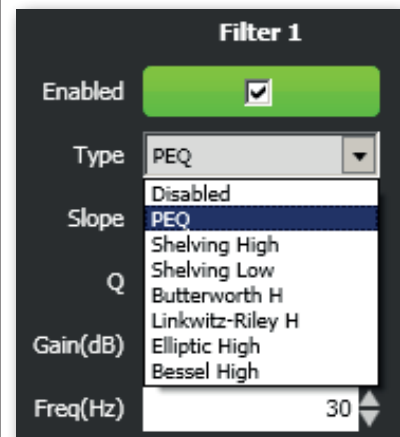 Filter 1
Enabled
Type PEQ
Disabled
Slope PEQ
Shelving High
Shelving Low
Q
Butterworth H
Linkwitz-Riley H
Gain(dB) Elliptic High
Bessel High
Freq(Hz) 30